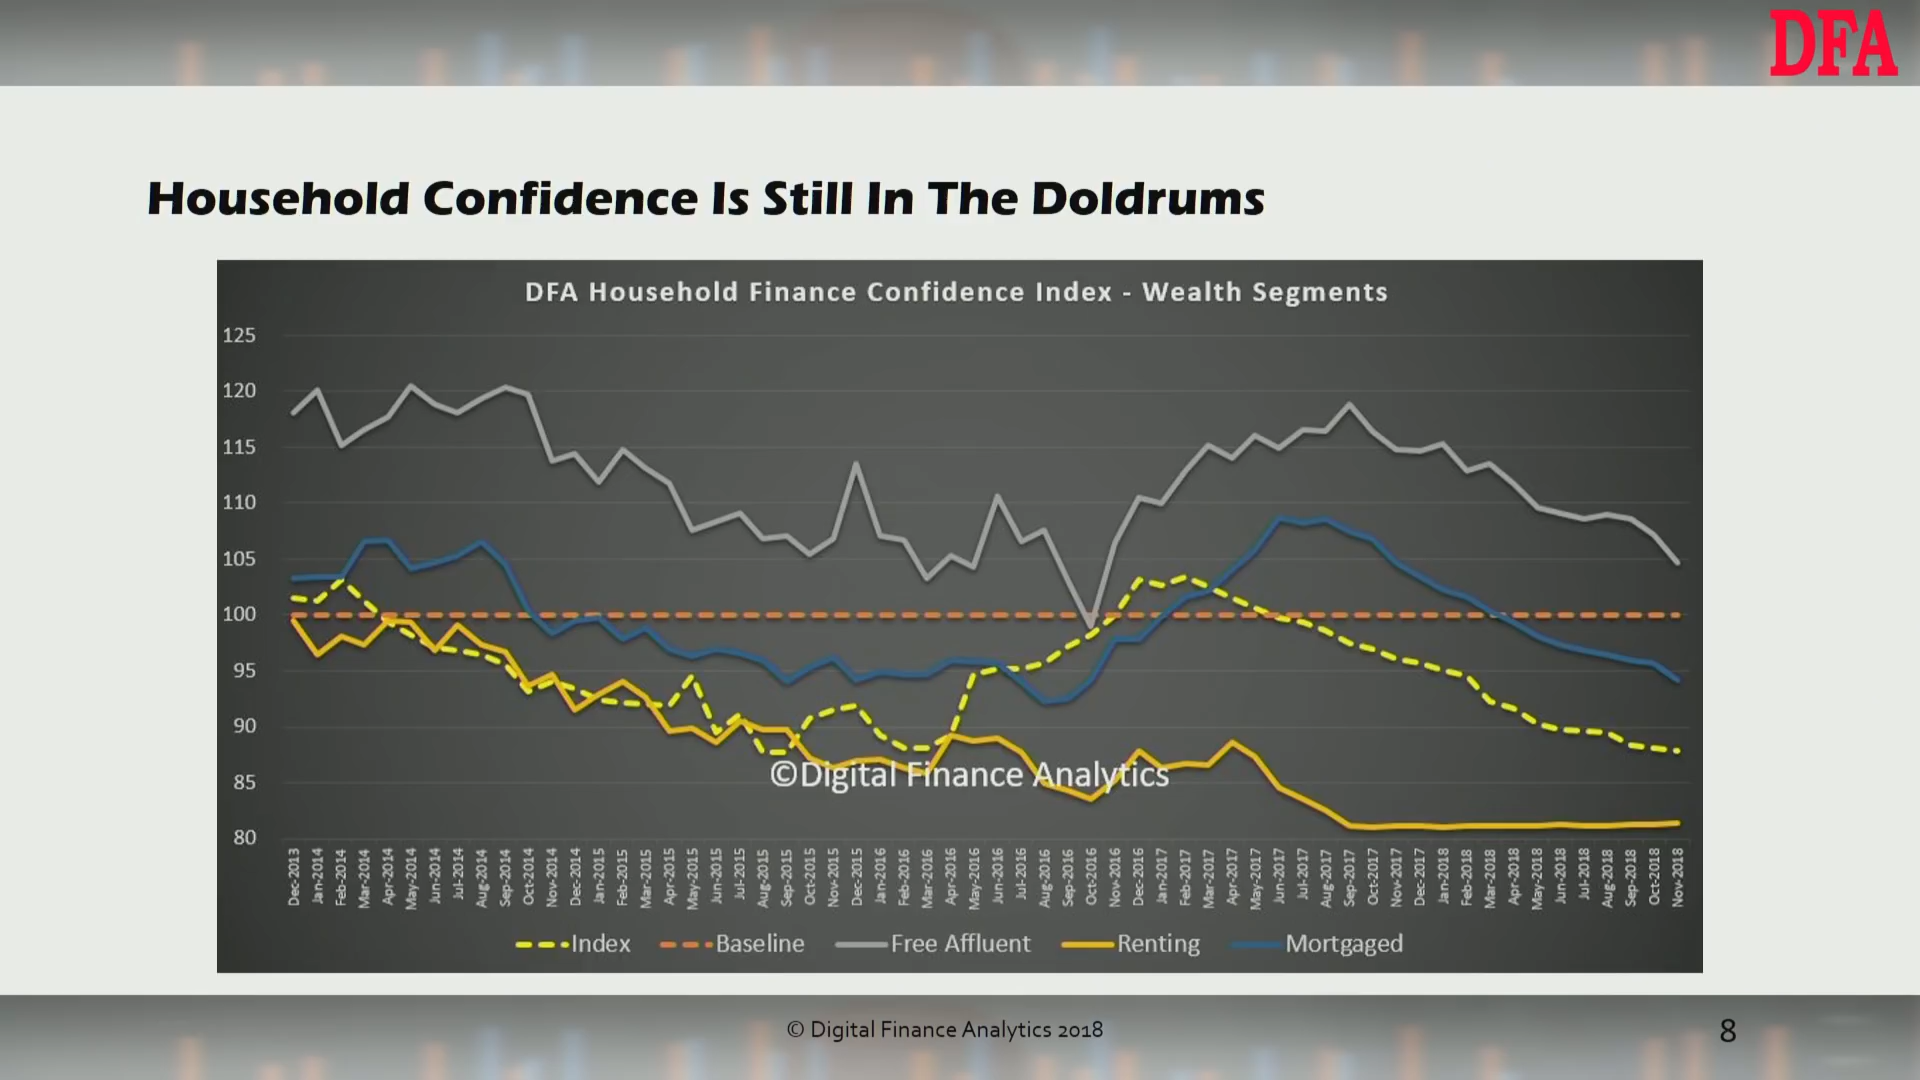 DFA
Household Confidence Is Still In The Doldrums
DFA Household Finance Confidence Index - Wealth Segments
125
120
115
110
105
100
95
90
85
80
©Digital Finance Analytics
Dec-2013 Jan-2014 Feb-2014 Mar-2014 Apr-2014 May-2014 Jun-2014 Jul-2014 Aug-2014 Sep-2014 Oct-2014 Nov-2014 Dec-2014 Jan-2015 Feb-2015 Mar-2015 Apr-2015 May-2015 Jun-2015 Jul-2015 Aug-2015 Sep-2015 Oct-2015 Nov-2015 Dec-2015 Jan-2016 Feb-2016 Mar-2016 Apr-2016 May-2016 Jun-2016 Jul-2016 Aug-2016 Sep-2016 Oct-2016 Nov-2016 Dec-2016 Jan-2017 Feb-2017 Mar-2017 Apr-2017 May-2017 Jun-2017 Jul-2017 Aug-2017 Sep-2017 Oct-2017 Nov-2017 Dec-2017 Jan-2018 Feb-2018 Mar-2018 Apr-2018 May-2018 Jun-2018 Jul-2018 Aug-2018 Sep-2018 Oct-2018 Nov-2018
Index Baseline Free Affluent Renting Mortgaged
© Digital Finance Analytics 2018
8